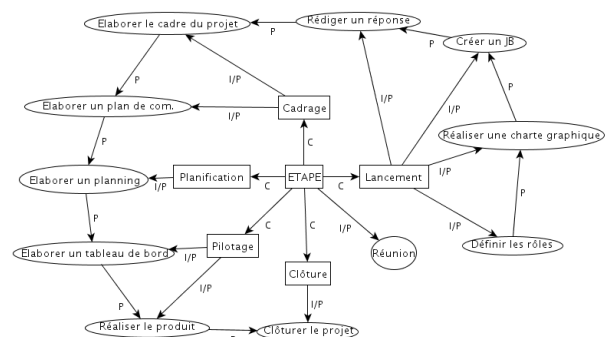 Elaborer le cadre du projet
P
Rédiger un réponse
P
Créer un JB
P
I/P
I/P
I/P
P
Elaborer un plan de com.
I/P
Cadrage
Réaliser une charte graphique
P
C
I/P
Elaborer un planning
I/P
Planification
C
ETAPE
C
Lancement
P
P
C
C
I/P
I/P
Elaborer un tableau de bord
I/P
Pilotage
Réunion
Définir les rôles
P
I/P
Clôture
I/P
Réaliser le produit
Clôturer le projet